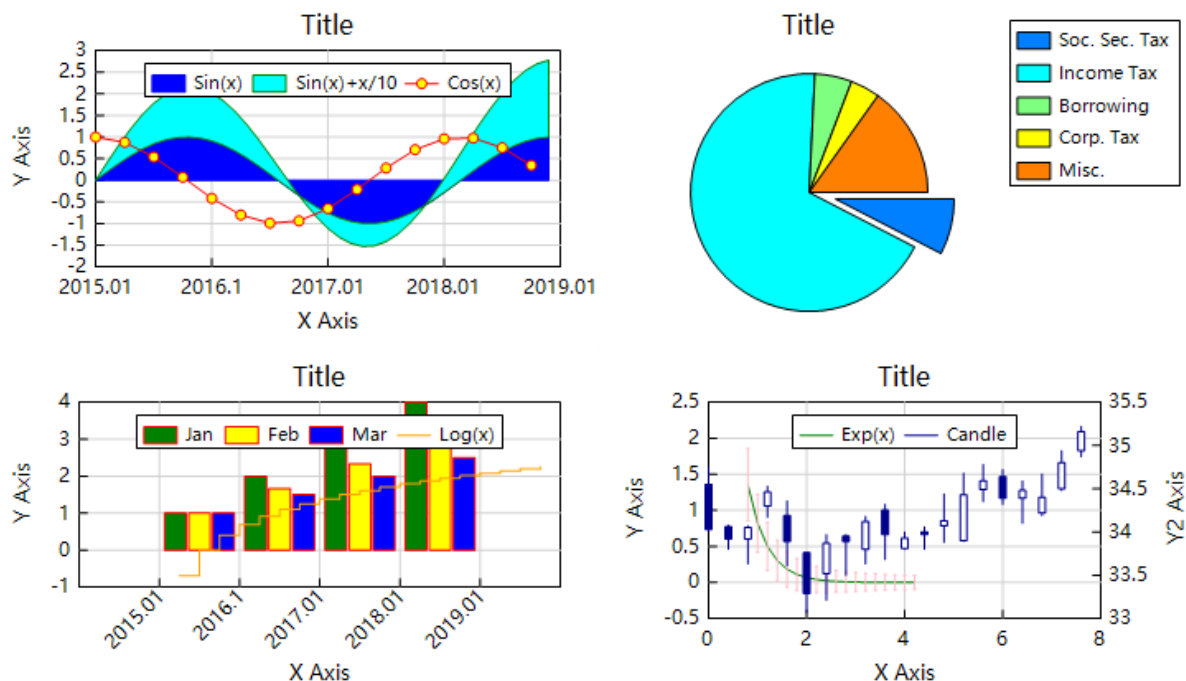 Title
Y Axis
3
2.5
2
1.5
1
0.5
0
-0.5
-1
-1.5
-2
Sin(x) Sin(x)+x/10 Cos(x)
2015.01 2016.1 2017.01 2018.01 2019.01
X Axis
Title
Soc. Sec. Tax
Income Tax
Borrowing
Corp. Tax
Misc.
Title
Y Axis
4
3
2
1
0
-1
Jan Feb Mar Log(x)
2015.01 2016.1 2017.01 2018.01 2019.01
X Axis
Title
Y Axis
2.5
2
1.5
1
0.5
0
-0.5
Exp(x) Candle
35.5
35
34.5
34
33.5
33
Y2 Axis
0 2 4 6 8
X Axis